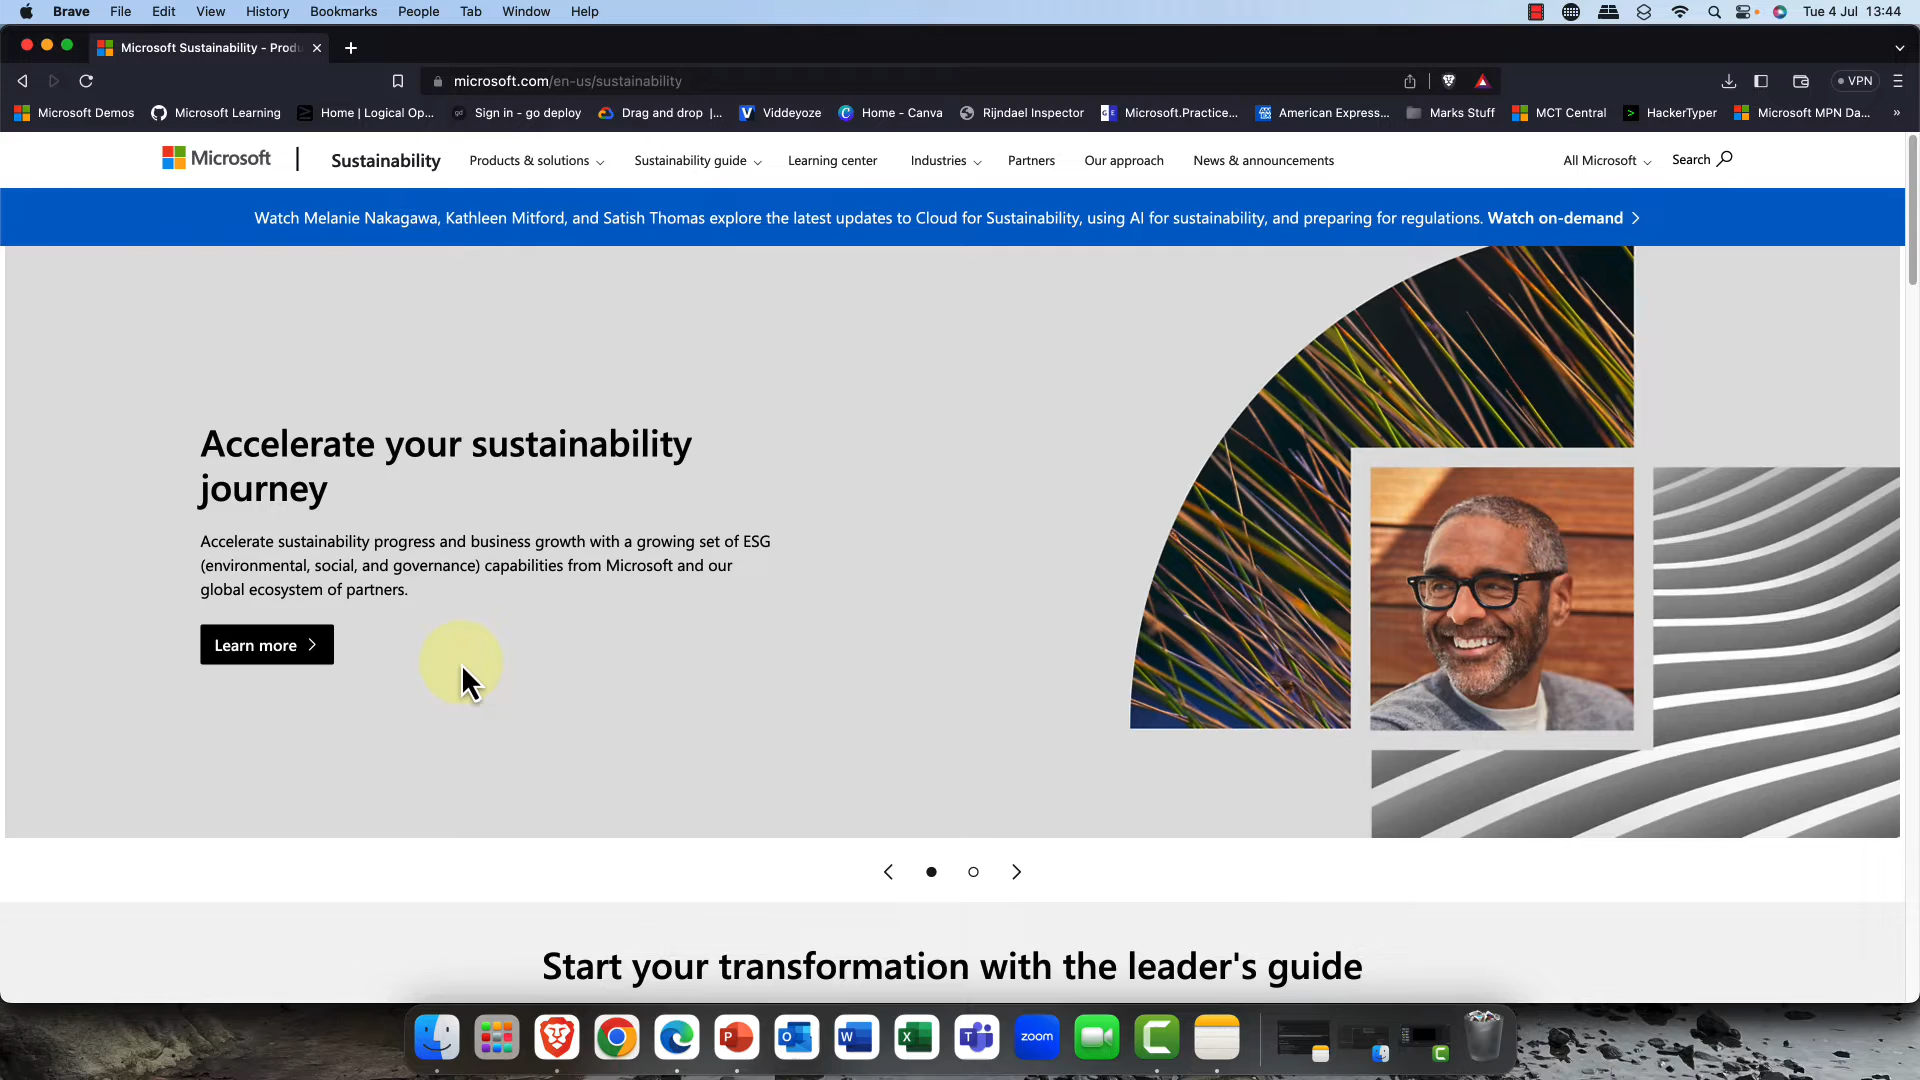 Brave File Edit View History Bookmarks People Tab Window Help Tue 4 Jul 13:44
Microsoft Sustainability - Produ
microsoft.com/en-us/sustainability VPN
Microsoft Demos Microsoft Learning Home | Logical Op... Sign in - go deploy Drag and drop |... Viddeyoze Home - Canva Rijndael Inspector Microsoft.Practice... American Express... Marks Stuff MCT Central HackerTyper Microsoft MPN Da... »
Microsoft Sustainability Products & solutions Sustainability guide Learning center Industries Partners Our approach News & announcements All Microsoft Search
Watch Melanie Nakagawa, Kathleen Mitford, and Satish Thomas explore the latest updates to Cloud for Sustainability, using AI for sustainability, and preparing for regulations. Watch on-demand
Accelerate your sustainability
journey
Accelerate sustainability progress and business growth with a growing set of ESG
(environmental, social, and governance) capabilities from Microsoft and our
global ecosystem of partners.
Learn more
Start your transformation with the leader's guide
zoom